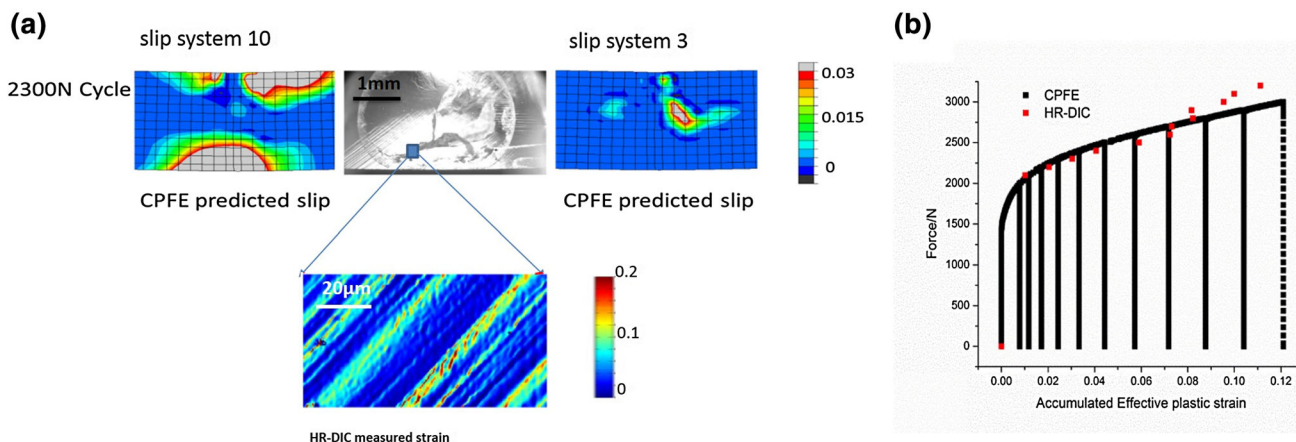 (a)
slip system 10
slip system 3
2300N Cycle
1mm
0.03
0.015
0
CPFE predicted slip
CPFE predicted slip
20μm
0.2
0.1
0
HR-DIC measured strain
(b)
CPFE
HR-DIC
Force/N
3000
2500
2000
1500
1000
500
0
0.00 0.02 0.04 0.06 0.08 0.10 0.12
Accumulated Effective plastic strain